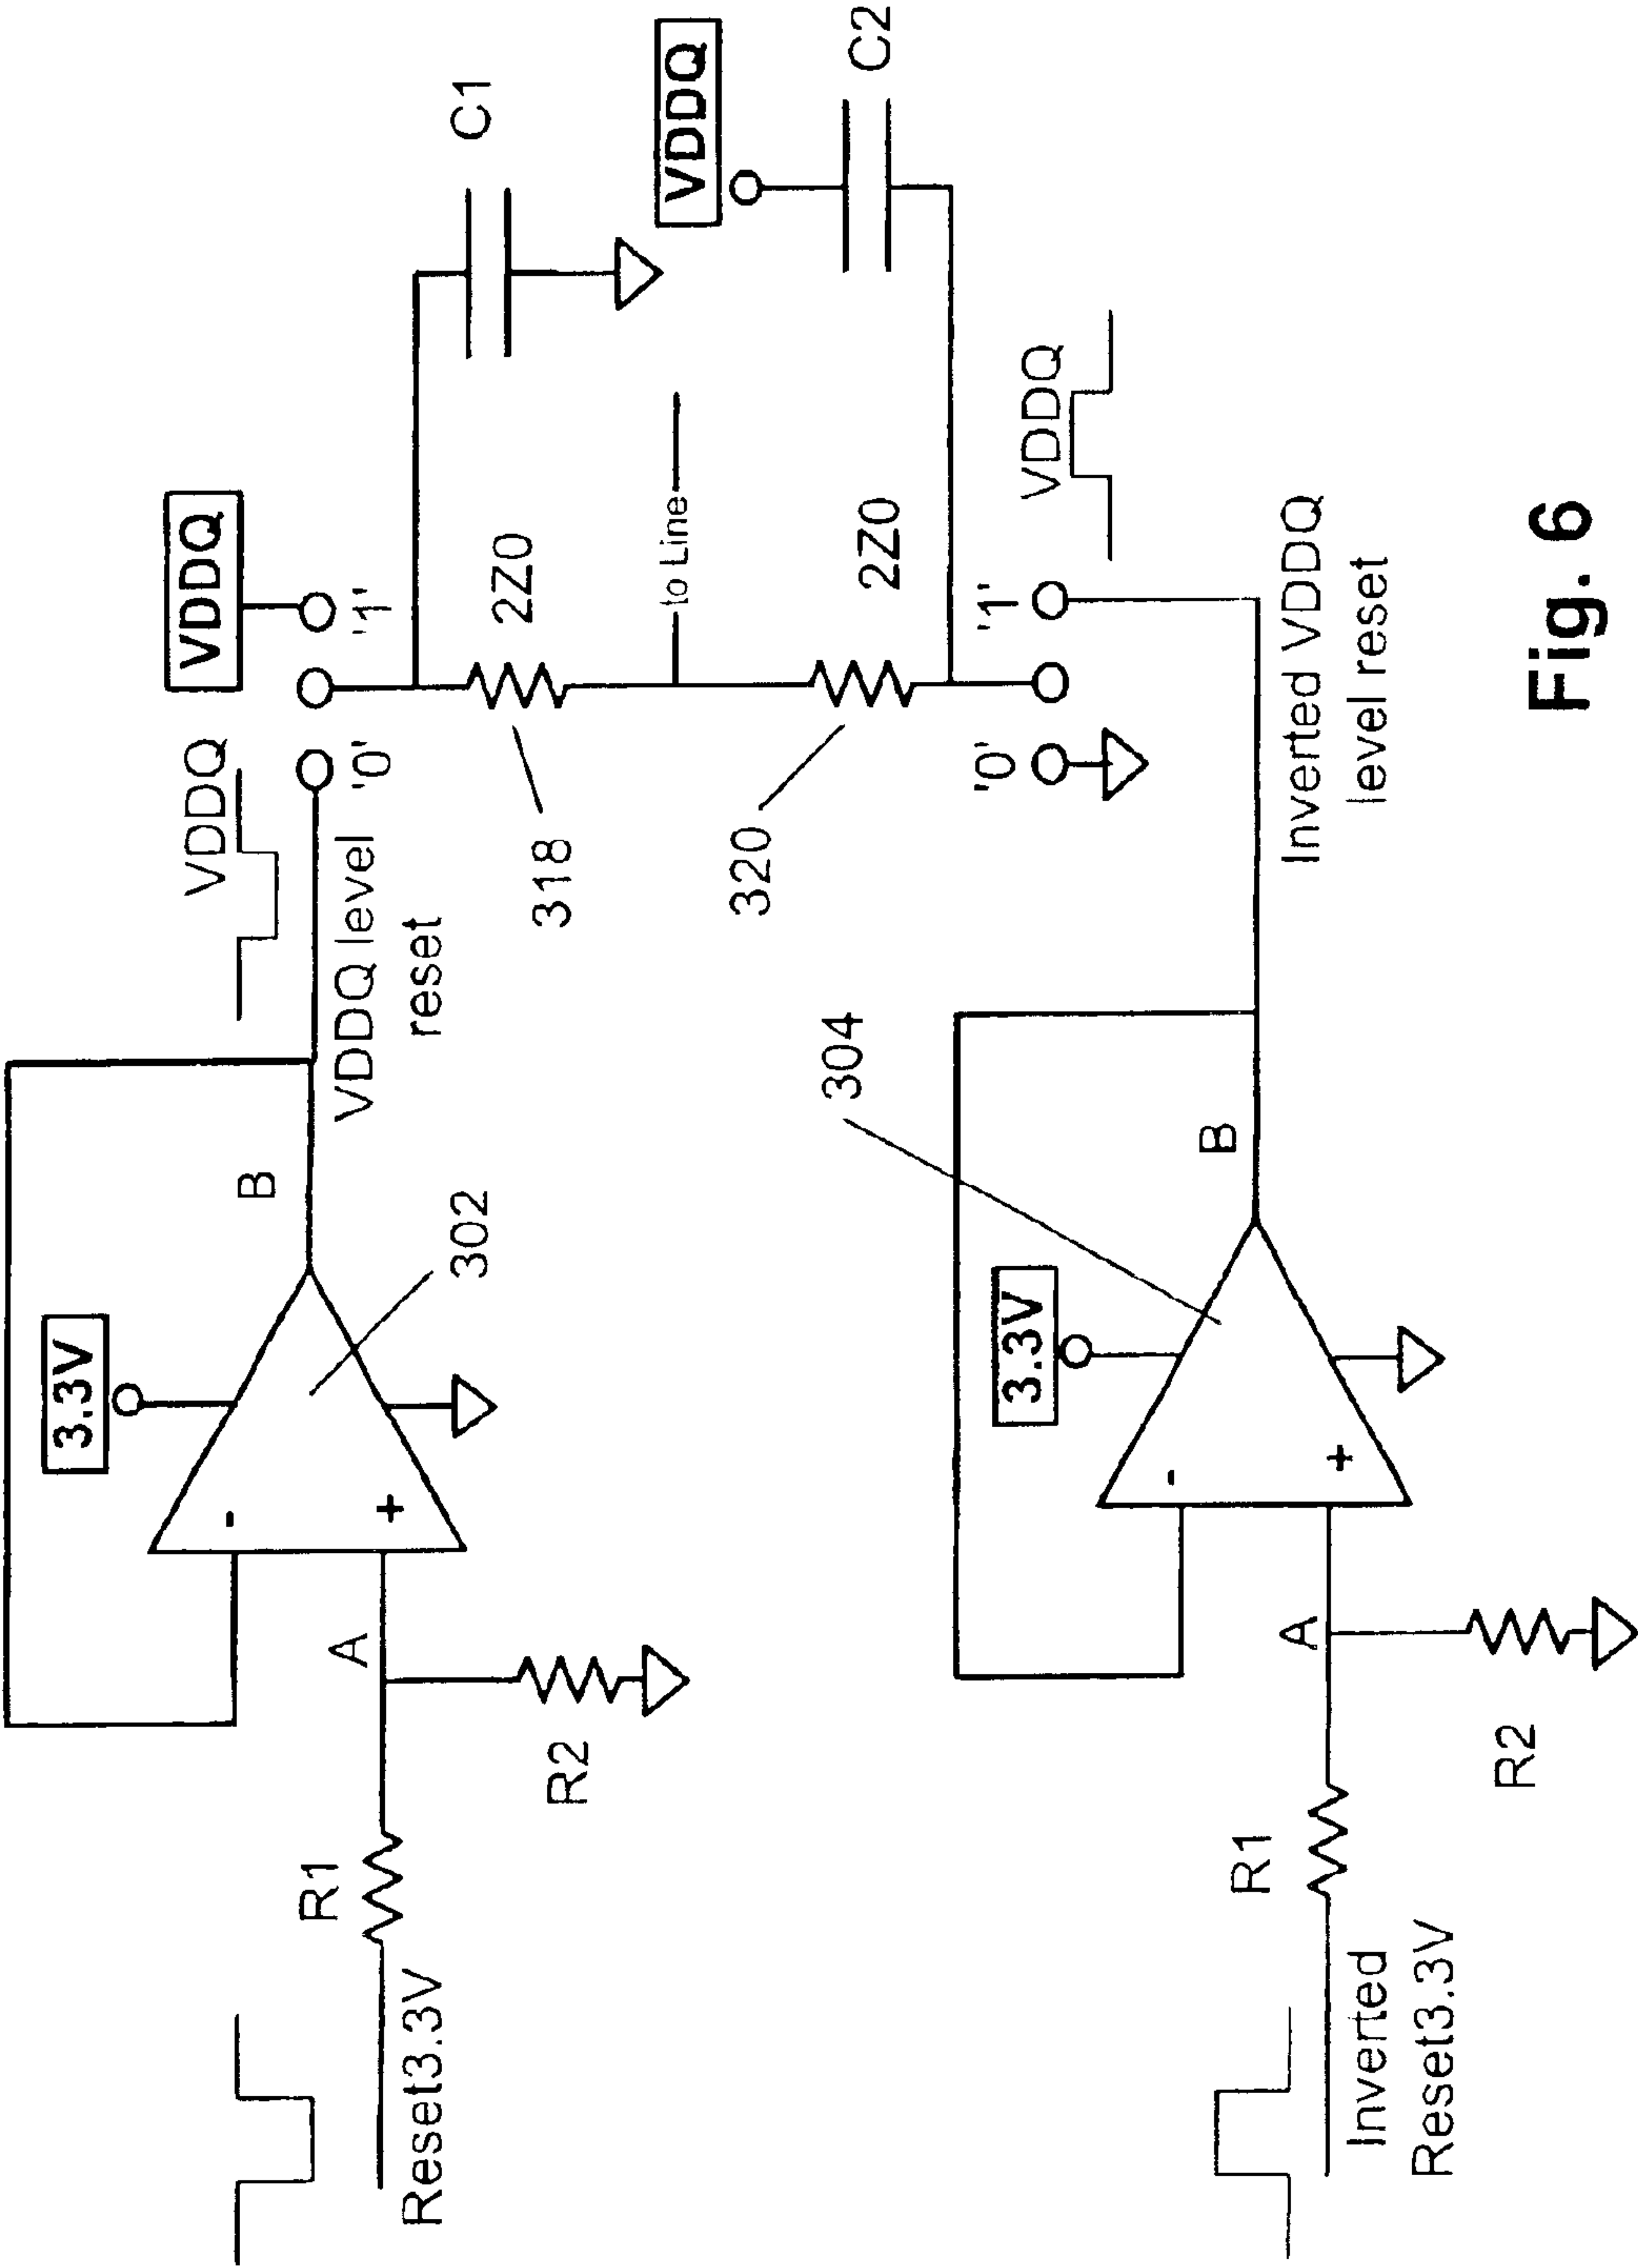 3.3V
-
+
A
B
302
R1
R2
Reset3.3V
VDDQ
VDDQ level
reset
VDDQ
'0'
'1'
C1
318
2Z0
to Line
VDDQ
C2
320
2Z0
'0'
'1'
VDDQ
304
3.3V
-
+
A
B
R1
R2
Inverted
Reset3.3V
Inverted VDDQ
level reset
Fig. 6